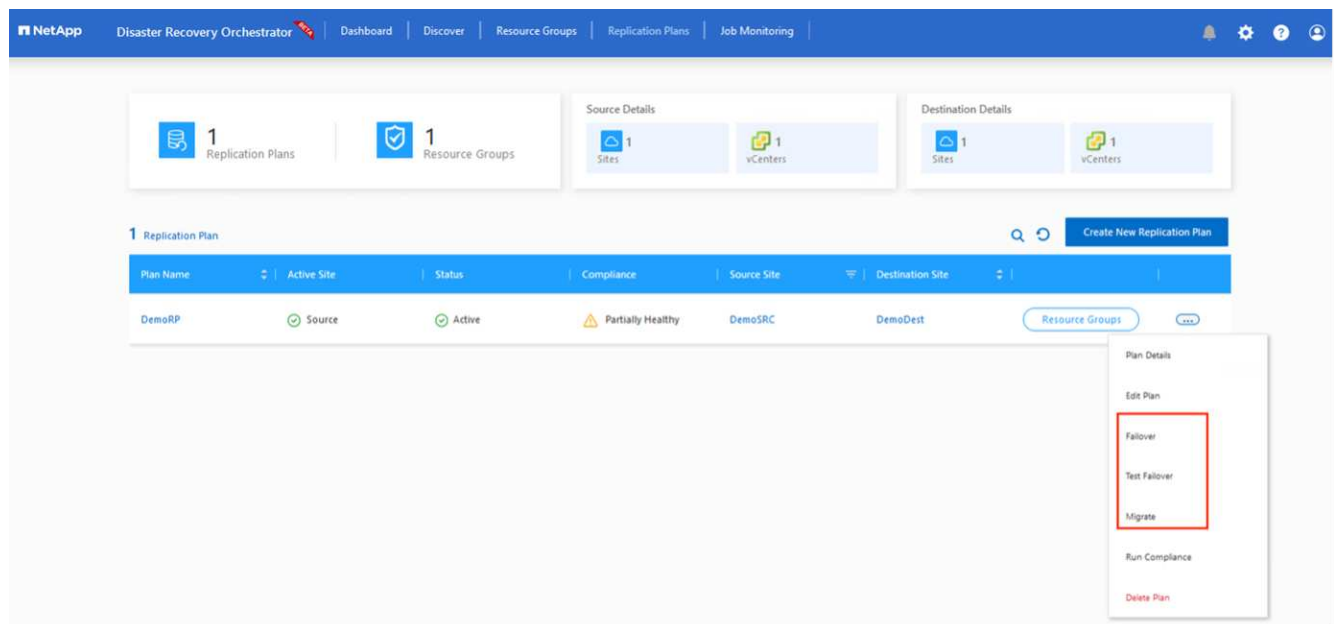 NetApp Disaster Recovery Orchestrator Dashboard Discover Resource Groups Replication Plans Job Monitoring
Source Details Destination Details
1 Replication Plans 1 Resource Groups 1 Sites 1 vCenters 1 Sites 1 vCenters
1 Replication Plan Create New Replication Plan
Plan Name Active Site Status Compliance Source Site Destination Site
DemoRP Source Active Partially Healthy DemoSRC DemoDest Resource Groups ...
Plan Details
Edit Plan
Failover
Test Failover
Migrate
Run Compliance
Delete Plan